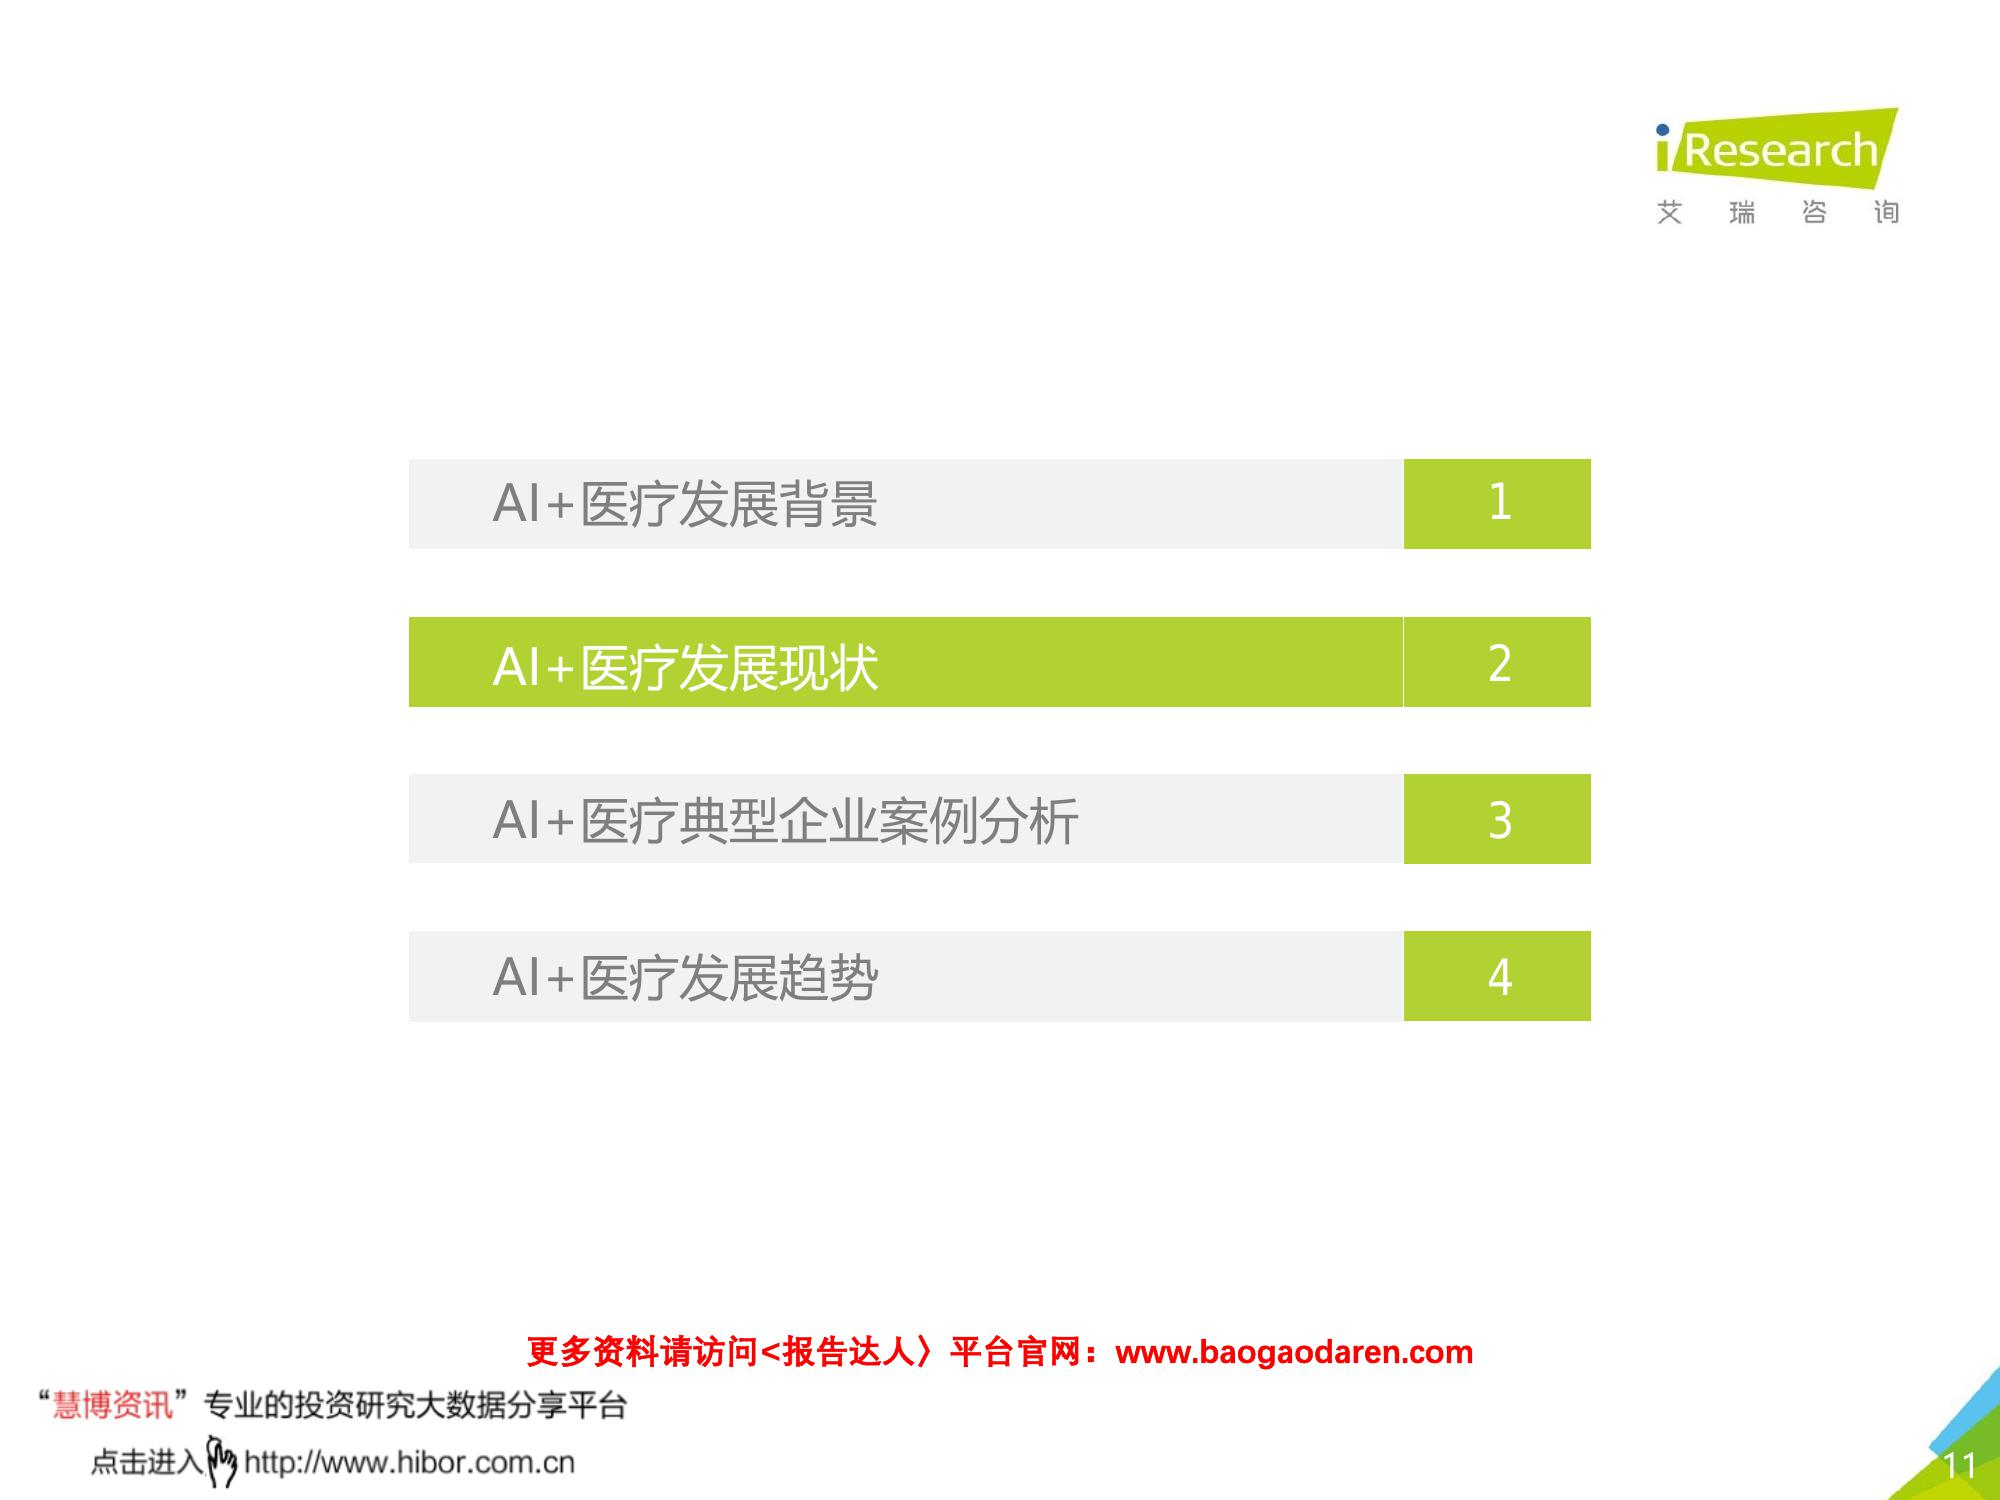 iResearch
艾瑞咨询
AI+医疗发展背景 1
AI+医疗发展现状 2
AI+医疗典型企业案例分析 3
AI+医疗发展趋势 4
更多资料请访问<报告达人〉平台官网：www.baogaodaren.com
“慧博资讯”专业的投资研究大数据分享平台
点击进入http://www.hibor.com.cn
11